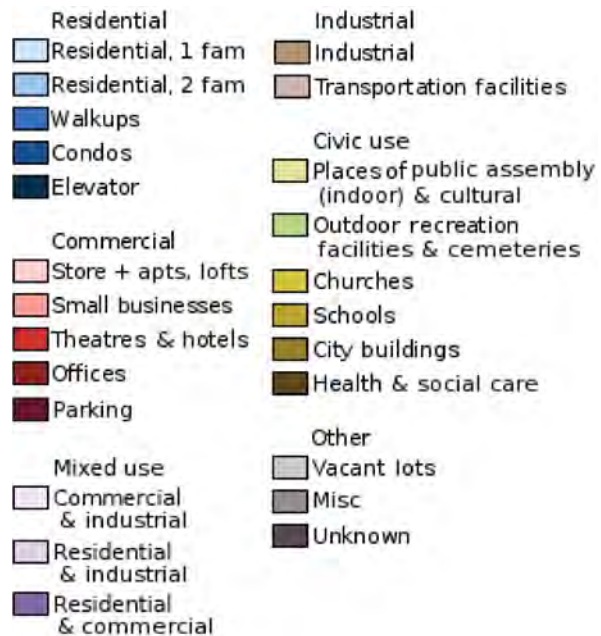 Residential
Residential, 1 fam
Residential, 2 fam
Walkups
Condos
Elevator
Commercial
Store + apts, lofts
Small businesses
Theatres & hotels
Offices
Parking
Mixed use
Commercial
& industrial
Residential
& industrial
Residential
& commercial
Industrial
Industrial
Transportation facilities
Civic use
Places of public assembly
(indoor) & cultural
Outdoor recreation
facilities & cemeteries
Churches
Schools
City buildings
Health & social care
Other
Vacant lots
Misc
Unknown